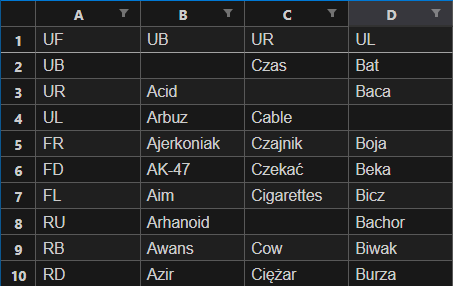 A B C D
1 UF UB UR UL
2 UB Czas Bat
3 UR Acid Baca
4 UL Arbuz Cable
5 FR Ajerkoniak Czajnik Boja
6 FD AK-47 Czekać Beka
7 FL Aim Cigarettes Bicz
8 RU Arhanoid Bachor
9 RB Awans Cow Biwak
10 RD Azir Ciężar Burza